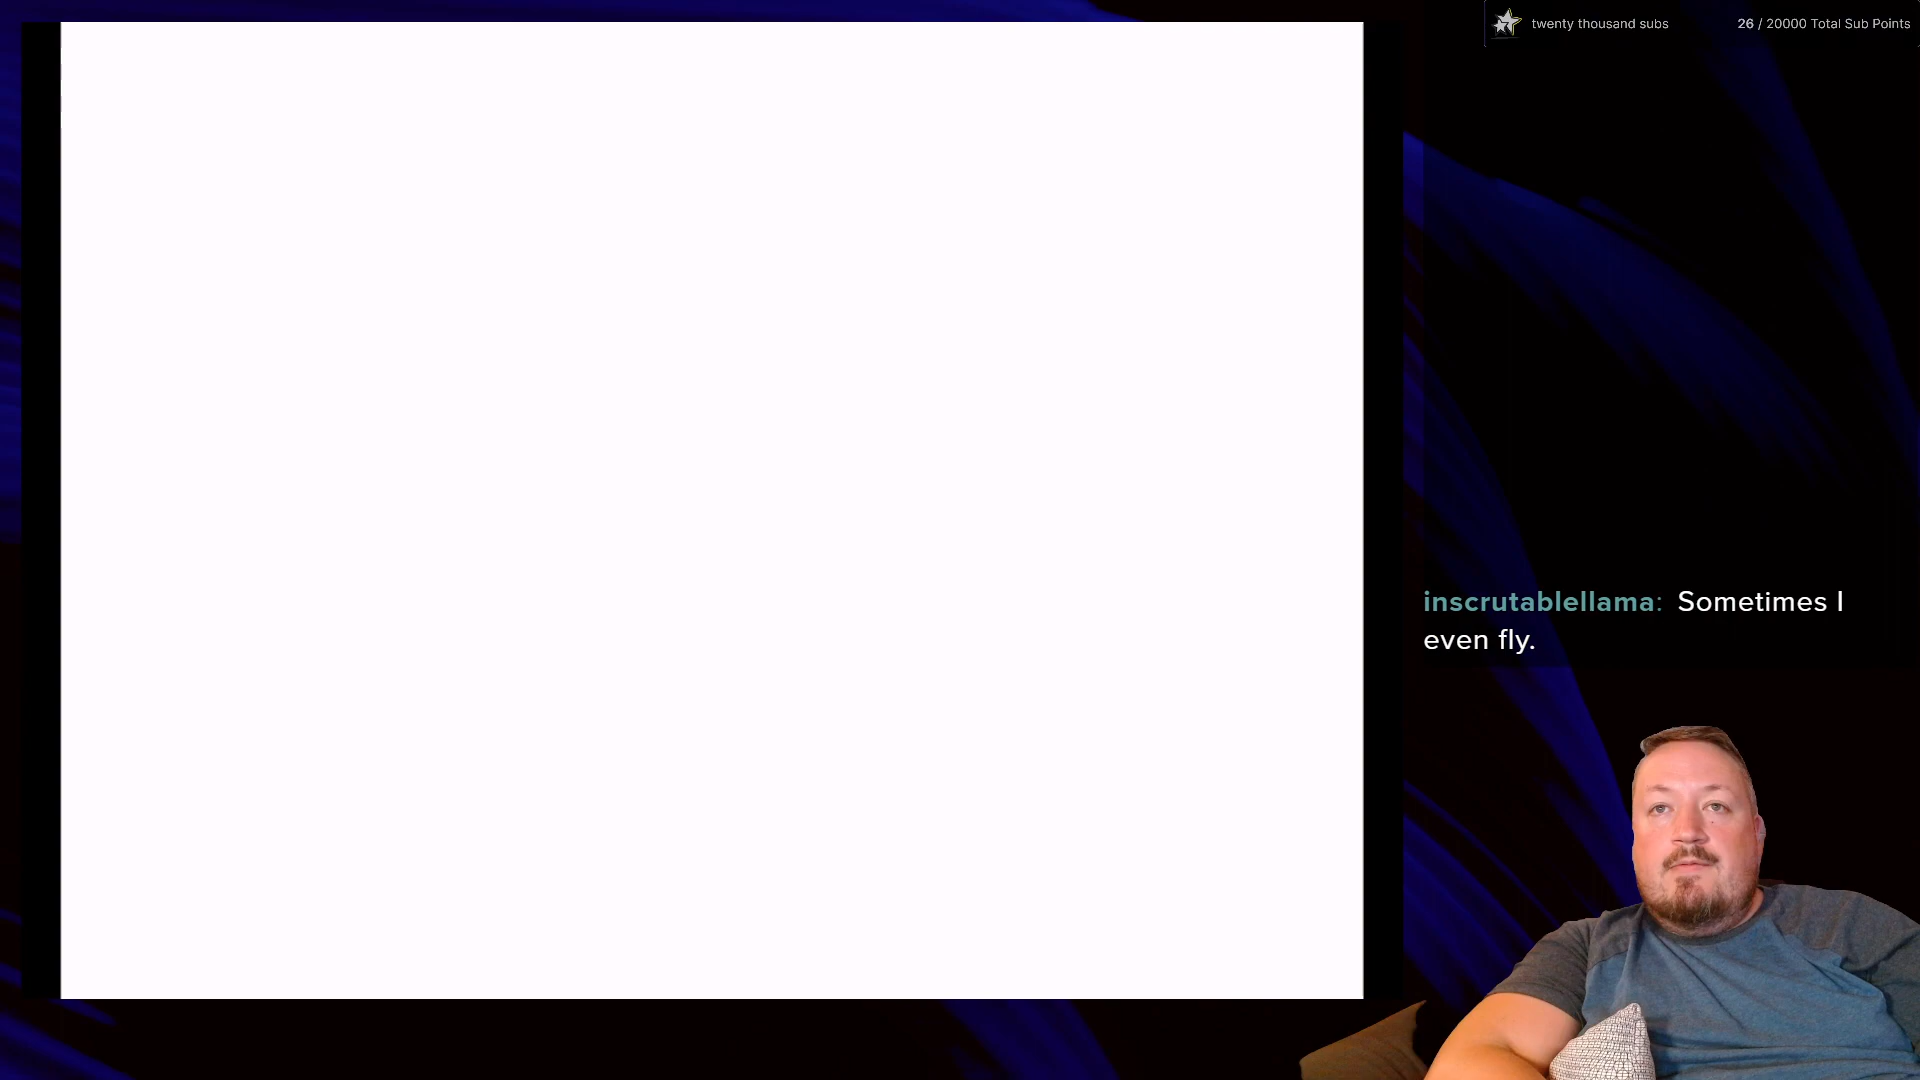 twenty thousand subs 26 / 20000 Total Sub Points
inscrutablellama: Sometimes I
even fly.